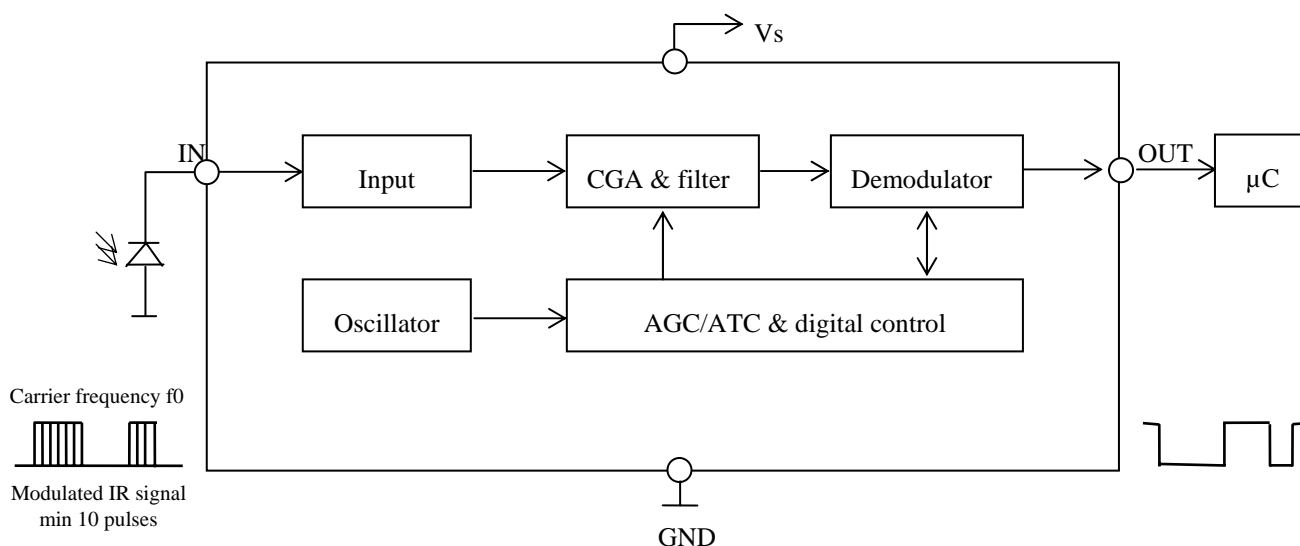 Vs
IN
OUT
Input
CGA & filter
Demodulator
µC
Oscillator
AGC/ATC & digital control
Carrier frequency f0
Modulated IR signal
min 10 pulses
GND